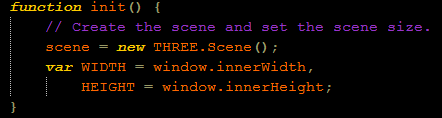 function init() {
    // Create the scene and set the scene size.
    scene = new THREE.Scene();
    var WIDTH = window.innerWidth,
        HEIGHT = window.innerHeight;
}